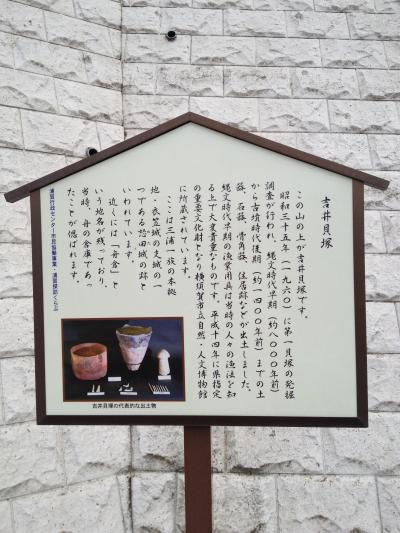 吉井貝塚
この山の上が吉井貝塚です。
昭和三十五年(一九六〇)に第一貝塚の発掘
調査が行われ、縄文時代早期(約八〇〇〇年前)
から古墳時代後期(約一四〇〇年前)までの土
器、石器、骨角器、住居跡などが出土しました。
縄文時代早期の漁業用具は当時の人々の漁法を知
る上で大変貴重なものです。平成十四年に県指定
の重要文化財となり横須賀市立自然・人文博物館
に所蔵されています。
ここは三浦一族の本拠
地・衣笠城の支城の一
つである怒田城の跡と
いわれています。
近くには「舟倉」と
いう地名が残っており、
当時、舟の倉庫であっ
たことが偲ばれます。
浦賀行政センター市民協働事業・浦賀探訪くらぶ
吉井貝塚の代表的な出土物